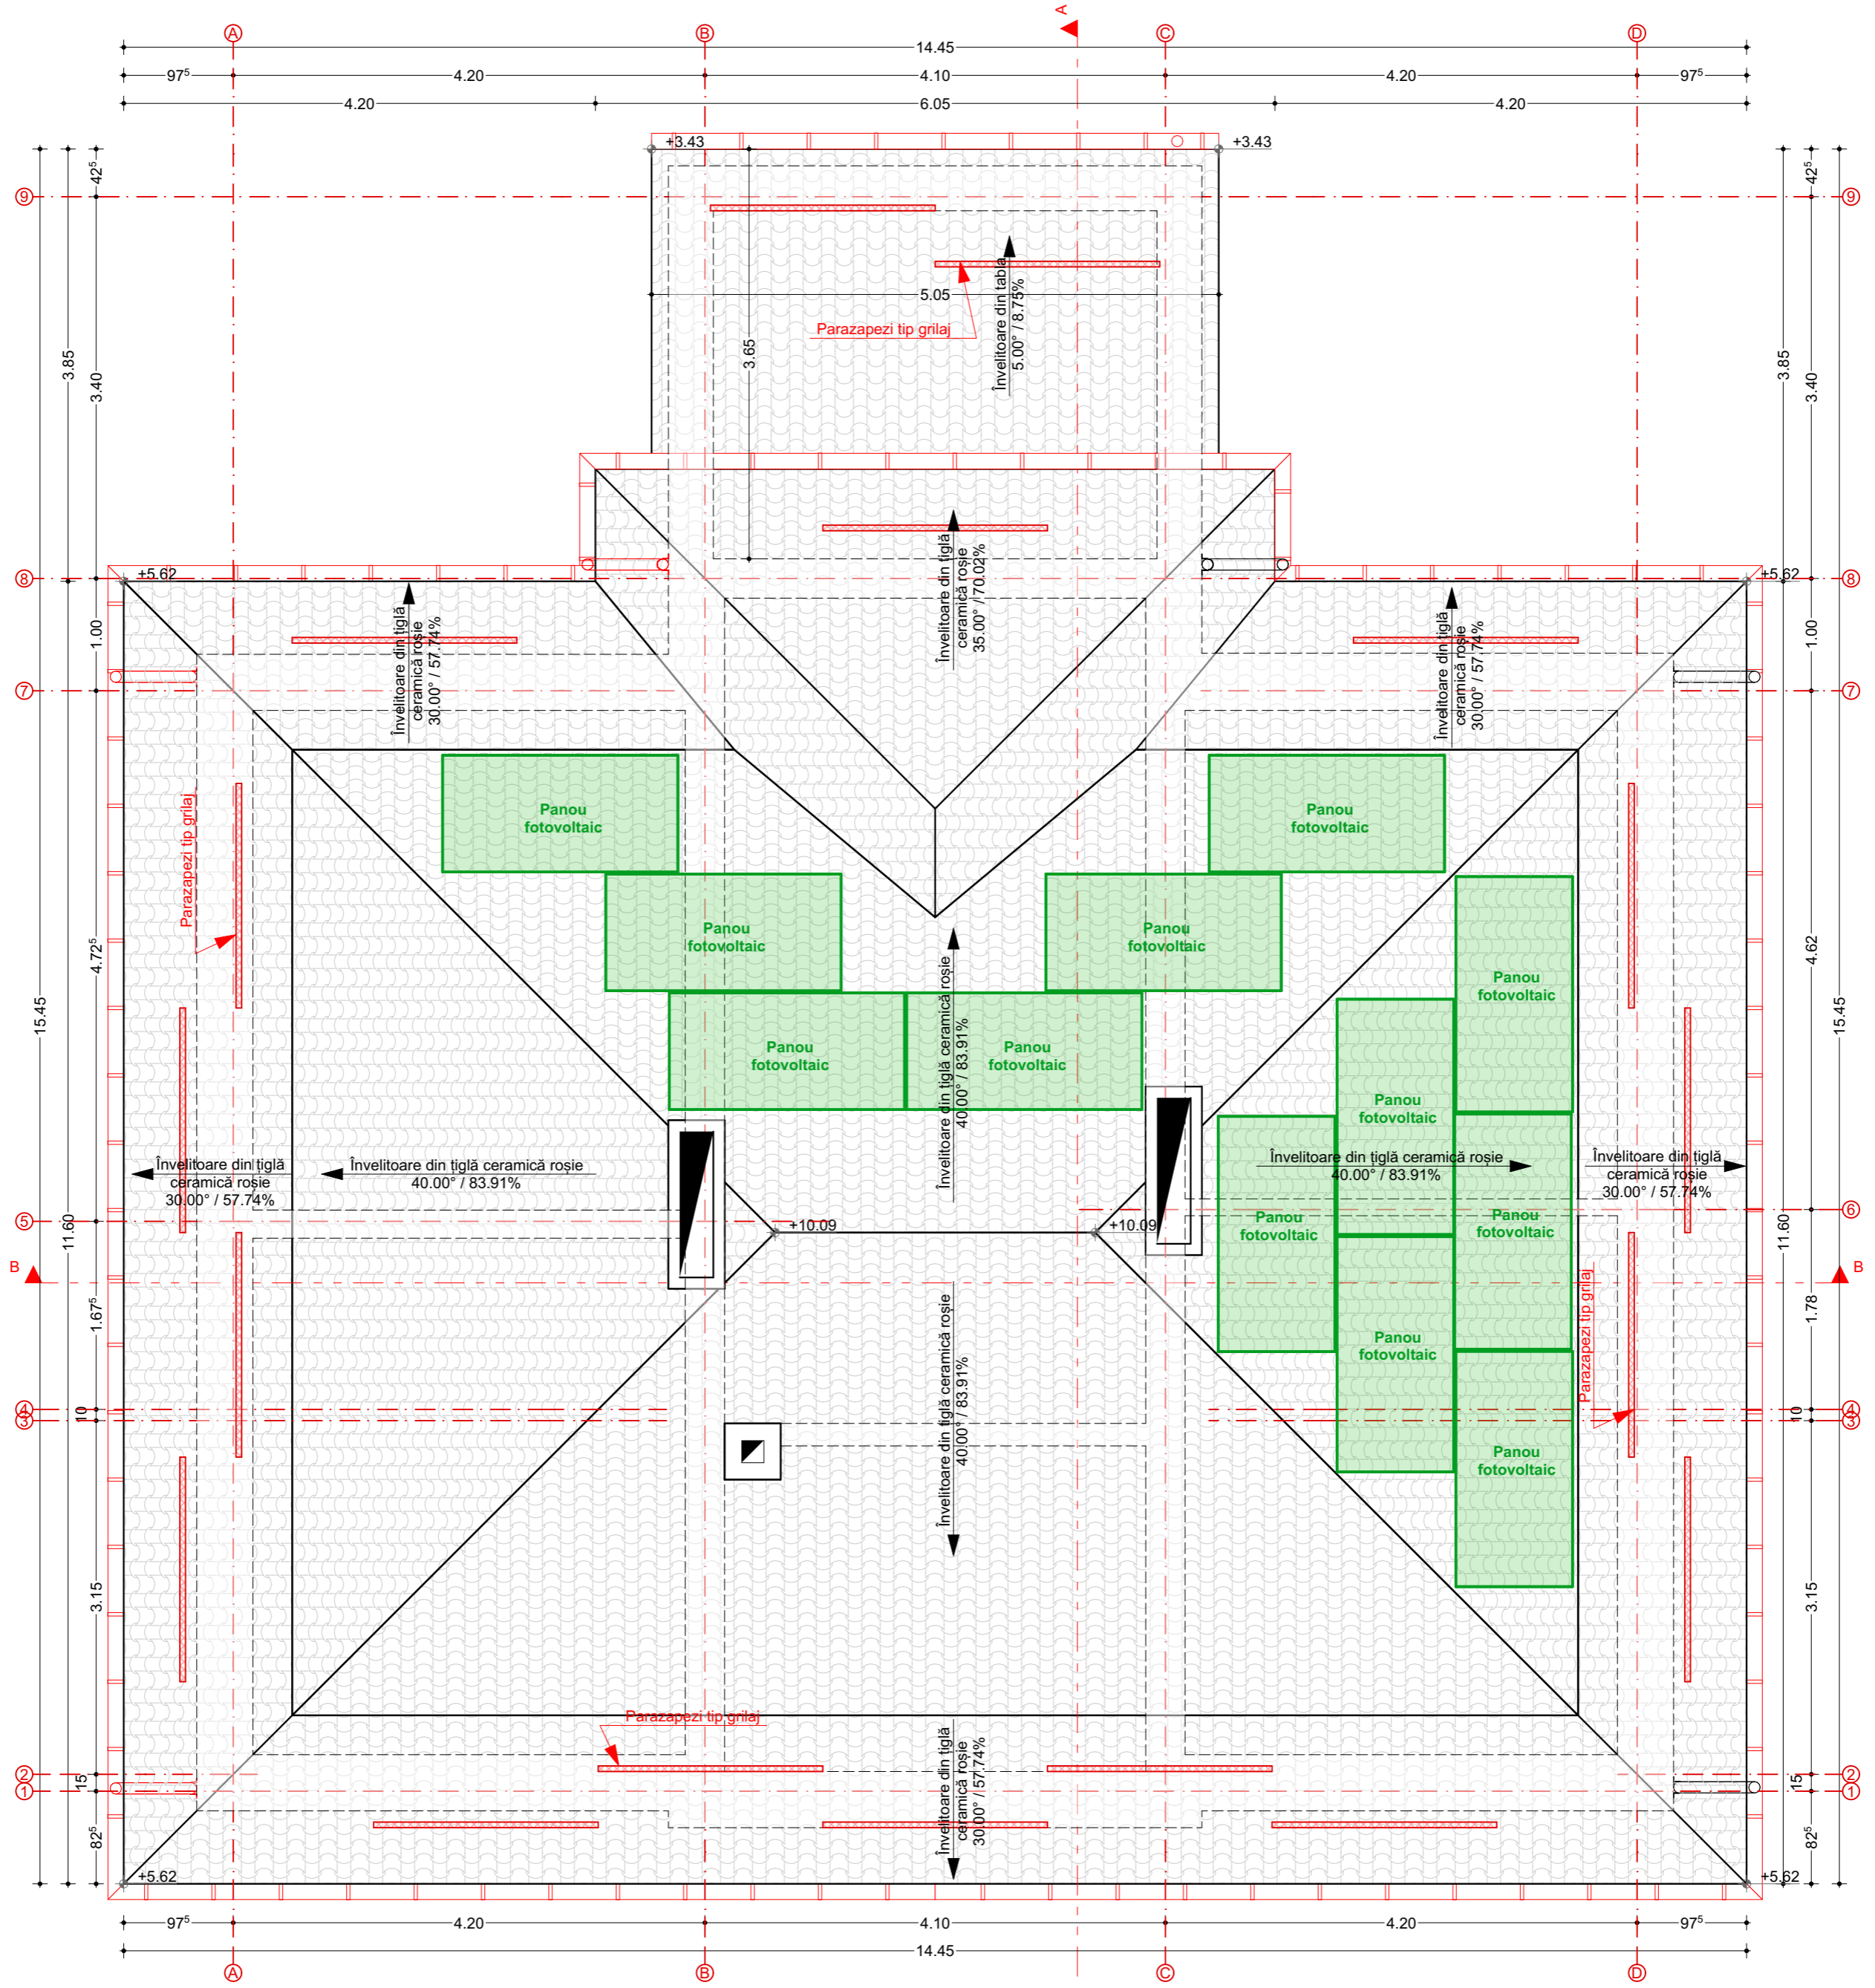 A
A B C D
14.45
97⁵ 4.20 4.10 4.20 97⁵
4.20 6.05 4.20
+3.43 +3.43
42⁵ 42⁵
9 9
Învelitoare din tabla
5.00° / 8.75%
5.05
Parazapezi tip grilaj
3.85 3.40 3.65 3.85 3.40
8 +5.62 +5.62 8
Învelitoare din țiglă
ceramică roșie
30.00° / 57.74%
Învelitoare din țiglă
ceramică roșie
35.00° / 70.02%
Învelitoare din țiglă
ceramică roșie
30.00° / 57.74%
1.00 1.00
7 7
Panou
fotovoltaic
Panou
fotovoltaic
Parazapezi tip grilaj
Panou
fotovoltaic
Panou
fotovoltaic
Panou
fotovoltaic
4.72⁵ 4.62
15.45 15.45
Panou
fotovoltaic
Panou
fotovoltaic
Învelitoare din țiglă ceramică roșie
40.00° / 83.91%
Panou
fotovoltaic
Învelitoare din țiglă
ceramică roșie
30.00° / 57.74%
Învelitoare din țiglă ceramică roșie
40.00° / 83.91%
Învelitoare din țiglă ceramică roșie
40.00° / 83.91%
Învelitoare din țiglă
ceramică roșie
30.00° / 57.74%
Panou
fotovoltaic
Panou
fotovoltaic
5 +10.09 +10.09 6
11.60 11.60
B B
1.67⁵ 1.78
Panou
fotovoltaic
Învelitoare din țiglă ceramică roșie
40.00° / 83.91%
Parazapezi tip grilaj
4 4
10 10
3 3
Panou
fotovoltaic
3.15 3.15
Parazapezi tip grilaj
Învelitoare din țiglă
ceramică roșie
30.00° / 57.74%
2 2
15 15
1 1
82⁵ 82⁵
+5.62 +5.62
97⁵ 4.20 4.10 4.20 97⁵
14.45
A B C D